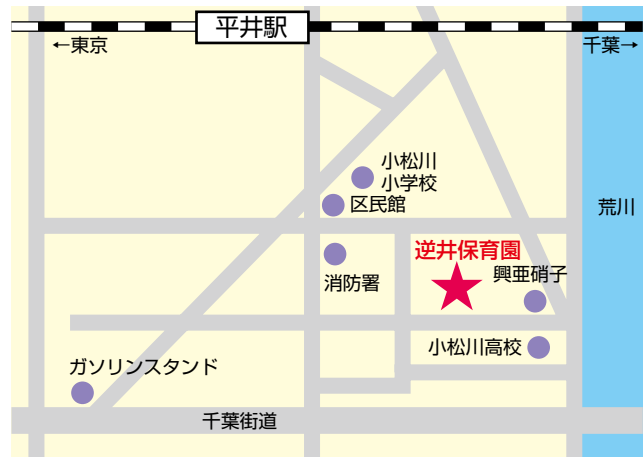 平井駅
←東京
千葉→
小松川
小学校
区民館
荒川
逆井保育園
興亜硝子
消防署
小松川高校
ガソリンスタンド
千葉街道